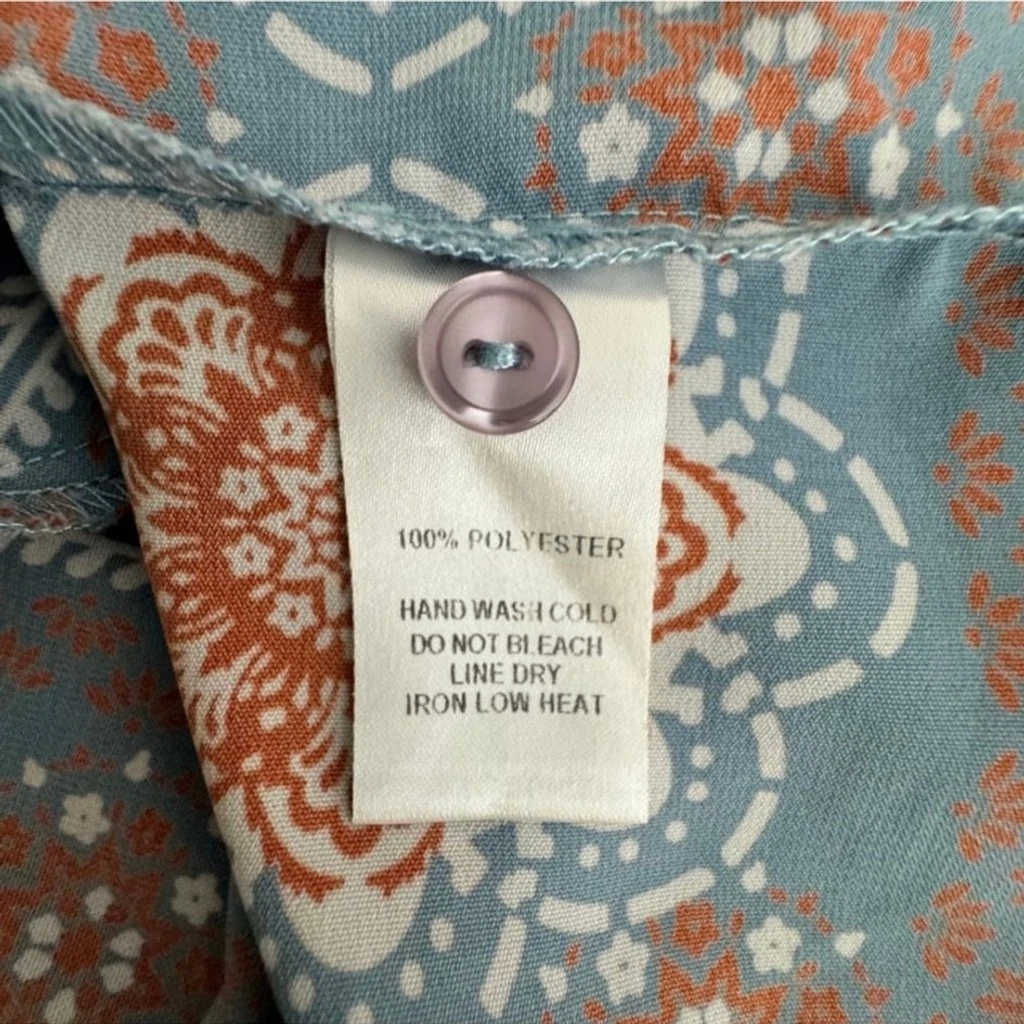 100% POLYESTER
HAND WASH COLD
DO NOT BLEACH
LINE DRY
IRON LOW HEAT